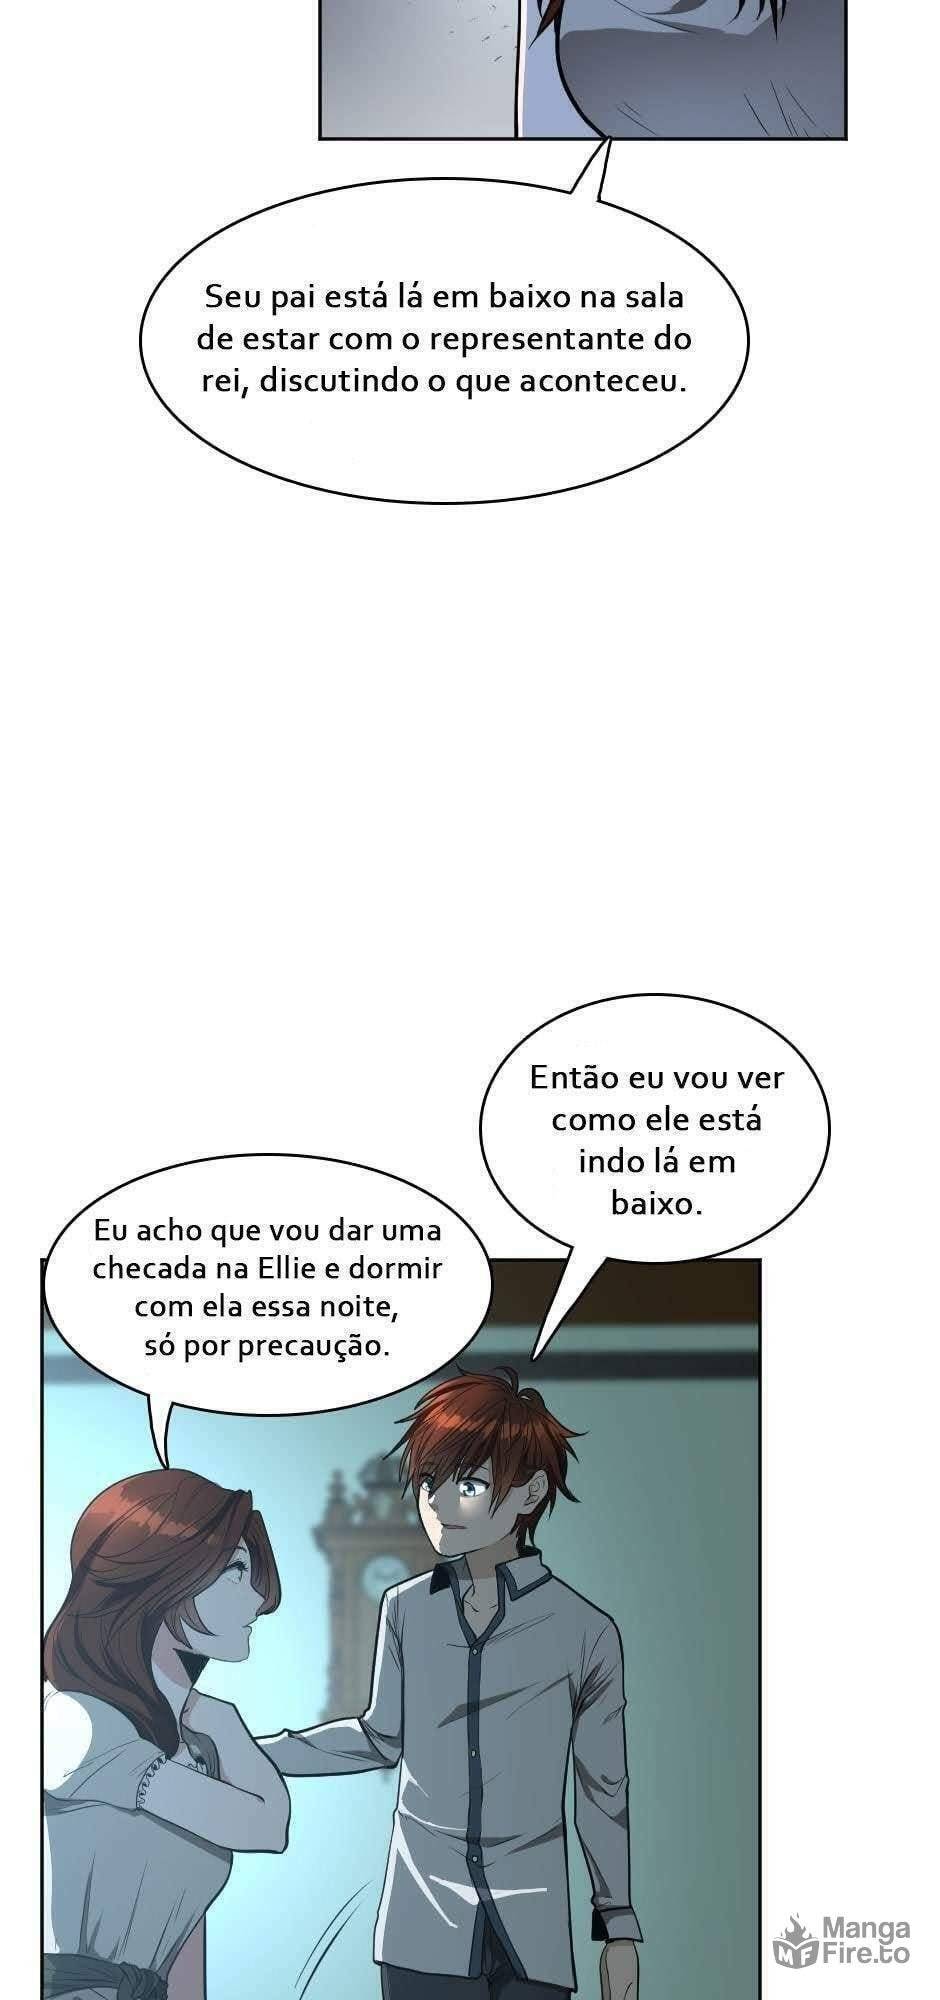 Seu pai está lá em baixo na sala
de estar com o representante do
rei, discutindo o que aconteceu.
Então eu vou ver
como ele está
indo lá em
baixo.
Eu acho que vou dar uma
checada na Ellie e dormir
com ela essa noite,
só por precaução.
Manga
Fire.to
MF